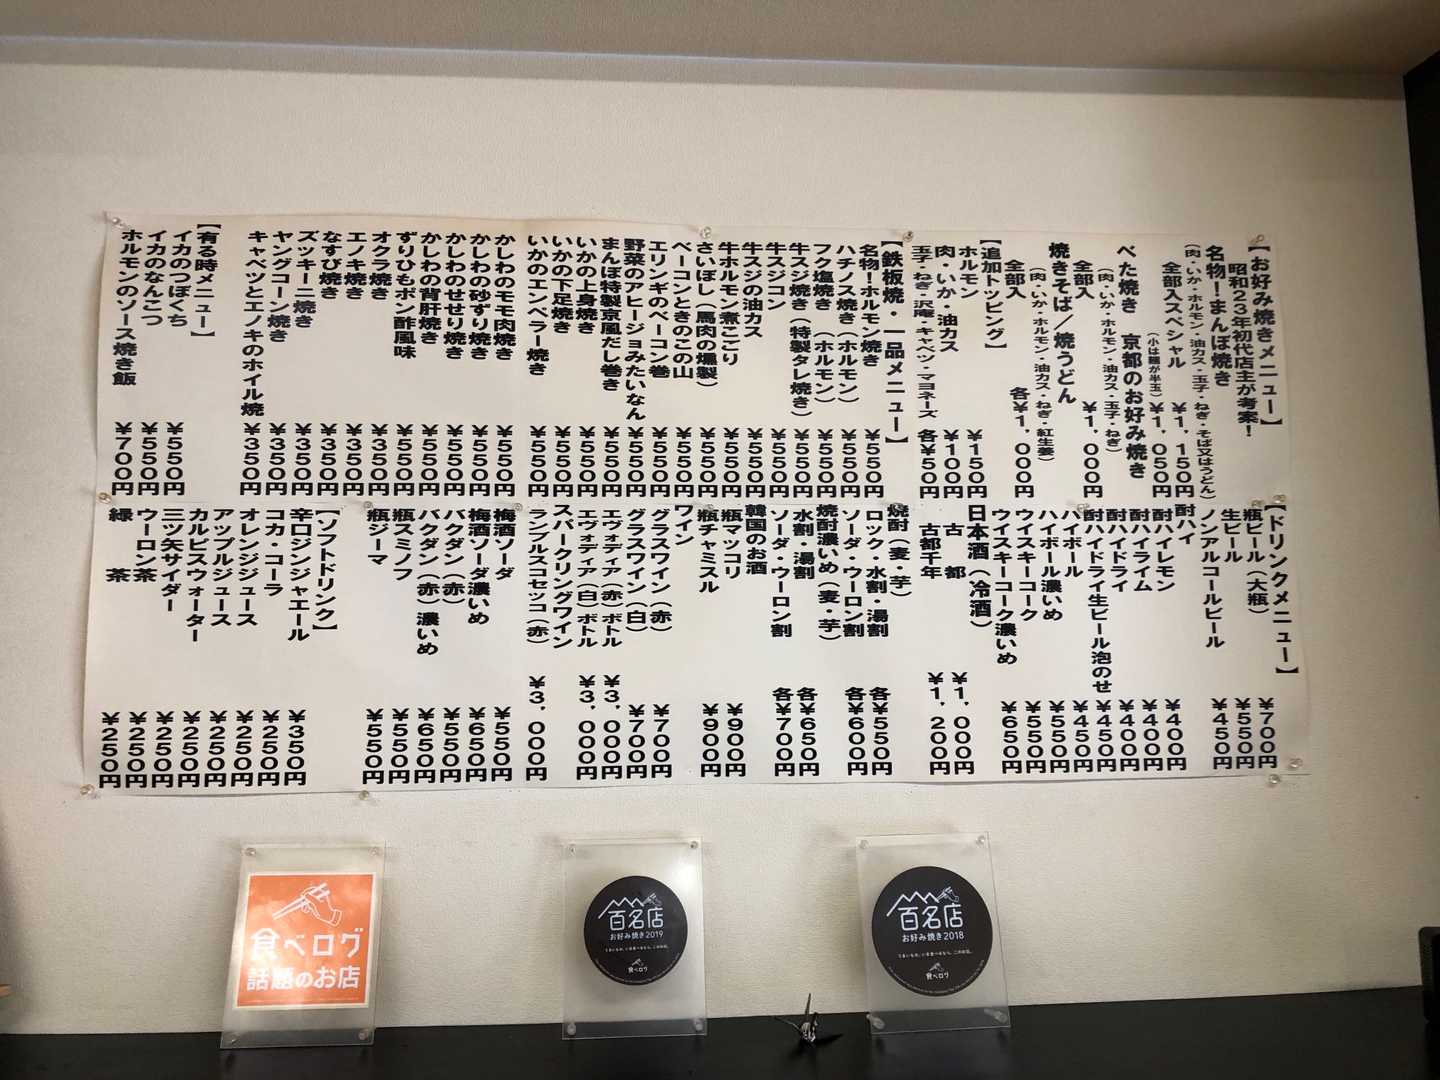 【お好み焼きメニュー】
昭和23年初代店主が考案!
名物!まんぼ焼き
(肉・いか・ホルモン・油カス・玉子・ねぎ・そば又はうどん)
全部入スペシャル ¥1,150円
(小は麺が半玉) ¥1,050円
べた焼き 京都のお好み焼き
(肉・いか・ホルモン・油カス・玉子・ねぎ)
全部入 ¥1,000円
焼きそば/焼うどん
(肉・いか・ホルモン・油カス・ねぎ・紅生姜)
全部入 各¥1,000円
【追加トッピング】
ホルモン ¥150円
肉・いか・油カス ¥100円
玉子・ねぎ・沢庵・キャベツ・マヨネーズ 各¥50円
【鉄板焼・一品メニュー】
名物!ホルモン焼き ¥550円
ハチノス焼き(ホルモン) ¥550円
フク塩焼き(ホルモン) ¥550円
牛スジ焼き(特製タレ焼き) ¥550円
牛スジコン ¥550円
牛スジの油カス ¥550円
牛ホルモン煮こごり ¥550円
さいぼし(馬肉の燻製) ¥550円
ベーコンときのこの山 ¥550円
エリンギのベーコン巻 ¥550円
野菜のアヒージョみたいなん ¥550円
まんぼ特製京風だし巻き ¥550円
いかの上身焼き ¥550円
いかの下足焼き ¥550円
いかのエンペラー焼き ¥550円
かしわのモモ肉焼き ¥550円
かしわの砂ずり焼き ¥550円
かしわのせせり焼き ¥550円
かしわの背肝焼き ¥550円
ずりひもポン酢風味 ¥550円
オクラ焼き ¥350円
エノキ焼き ¥350円
なすび焼き ¥350円
ズッキーニ焼き ¥350円
ヤングコーン焼き ¥350円
キャベツとエノキのホイル焼 ¥350円
【有る時メニュー】
イカのつぼくち ¥550円
イカのなんこつ ¥550円
ホルモンのソース焼き飯 ¥700円
【ドリンクメニュー】
瓶ビール(大瓶) ¥700円
生ビール ¥550円
ノンアルコールビール ¥450円
酎ハイ ¥400円
酎ハイレモン ¥400円
酎ハイライム ¥400円
酎ハイドライ ¥450円
酎ハイドライ生ビール泡のせ ¥450円
ハイボール ¥550円
ハイボール濃いめ ¥650円
ウイスキーコーク ¥550円
ウイスキーコーク濃いめ ¥650円
日本酒(冷酒)
古都 ¥1,000円
古都千年 ¥1,200円
焼酎(麦・芋)
ロック・水割・湯割 各¥550円
ソーダ・ウーロン割 各¥600円
焼酎濃いめ(麦・芋)
水割・湯割 各¥650円
ソーダ・ウーロン割 各¥700円
韓国のお酒
瓶マッコリ ¥900円
瓶チャミスル ¥900円
ワイン
グラスワイン(赤) ¥700円
グラスワイン(白) ¥700円
エヴォディア(赤)ボトル ¥3,000円
エヴォディア(白)ボトル ¥3,000円
スパークリングワイン
ランブルスコセッコ(赤) ¥3,000円
梅酒ソーダ ¥550円
梅酒ソーダ濃いめ ¥650円
バクダン(赤) ¥550円
バクダン(赤)濃いめ ¥650円
瓶スミノフ ¥550円
瓶ジーマ ¥550円
【ソフトドリンク】
辛口ジンジャエール ¥350円
コカ・コーラ ¥250円
オレンジジュース ¥250円
アップルジュース ¥250円
カルピスウォーター ¥250円
三ツ矢サイダー ¥250円
ウーロン茶 ¥250円
緑茶 ¥250円
食べログ
話題のお店
百名店
お好み焼き2019
うまいもの、いま食べるなら、この百店。
食べログ
百名店
お好み焼き2018
うまいもの、いま食べるなら、この百店。
食べログ